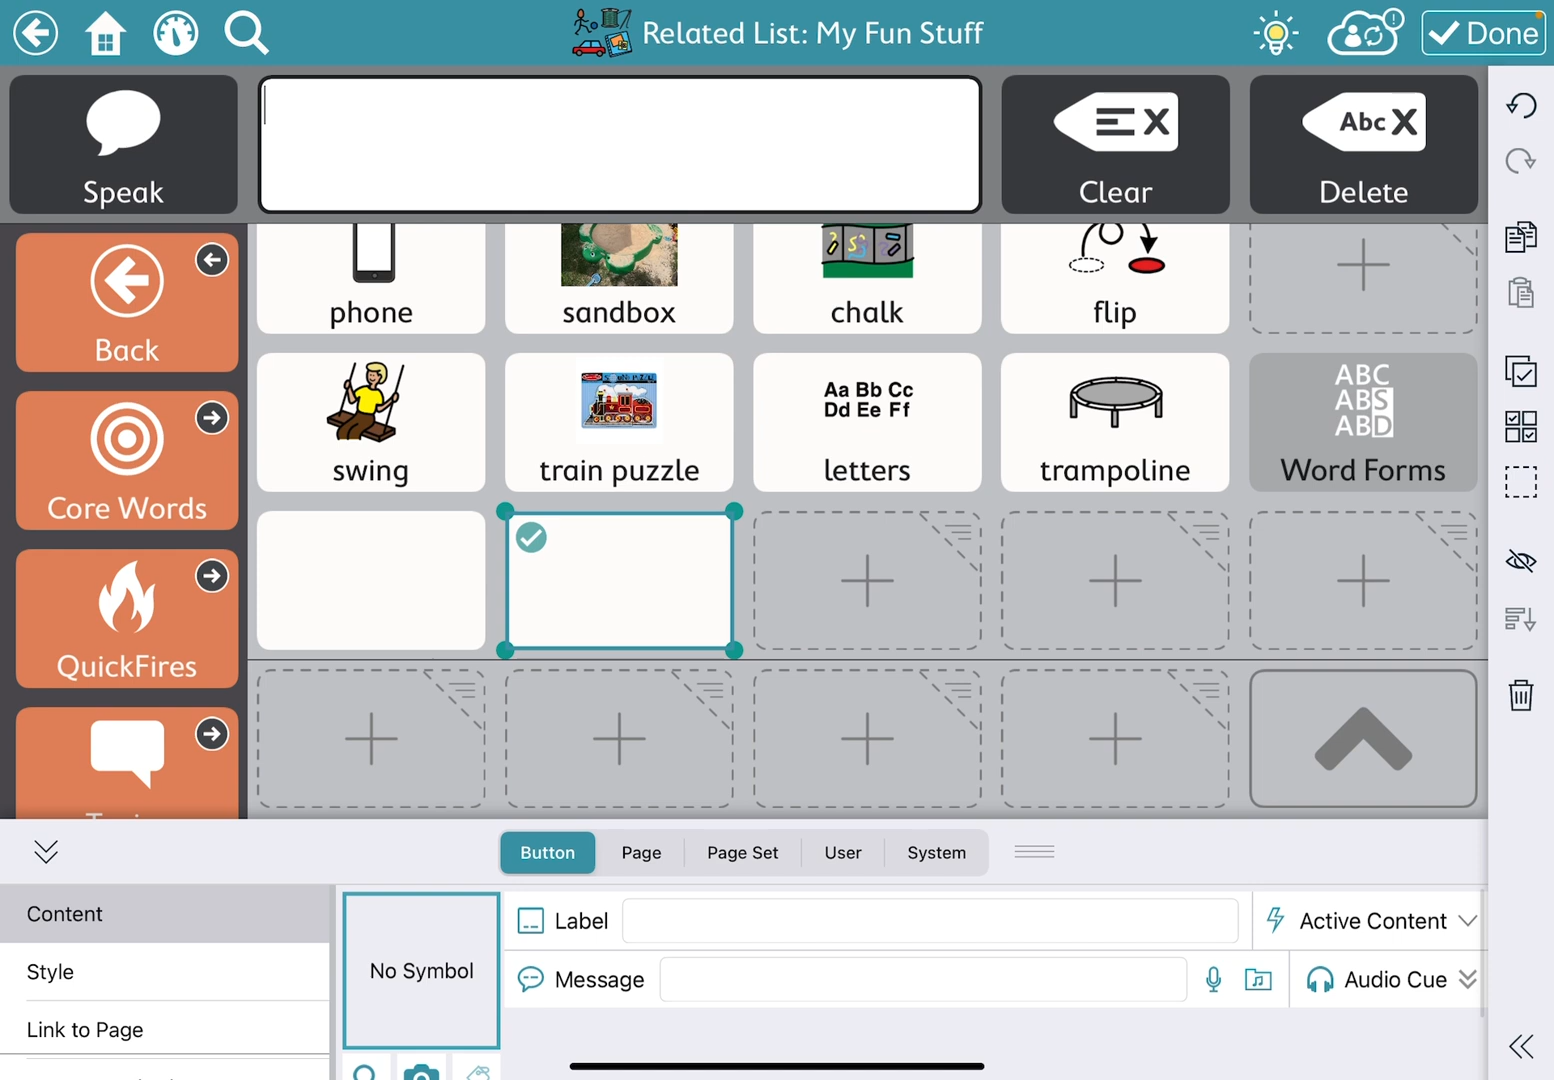 Related List: My Fun Stuff
Done
Speak
Clear
Abc X
Delete
Back
phone
sandbox
chalk
flip
Core Words
swing
train puzzle
Aa Bb Cc
Dd Ee Ff
letters
trampoline
ABC
ABS
ABD
Word Forms
QuickFires
Button
Page
Page Set
User
System
Content
No Symbol
Label
Active Content
Style
Message
Audio Cue
Link to Page